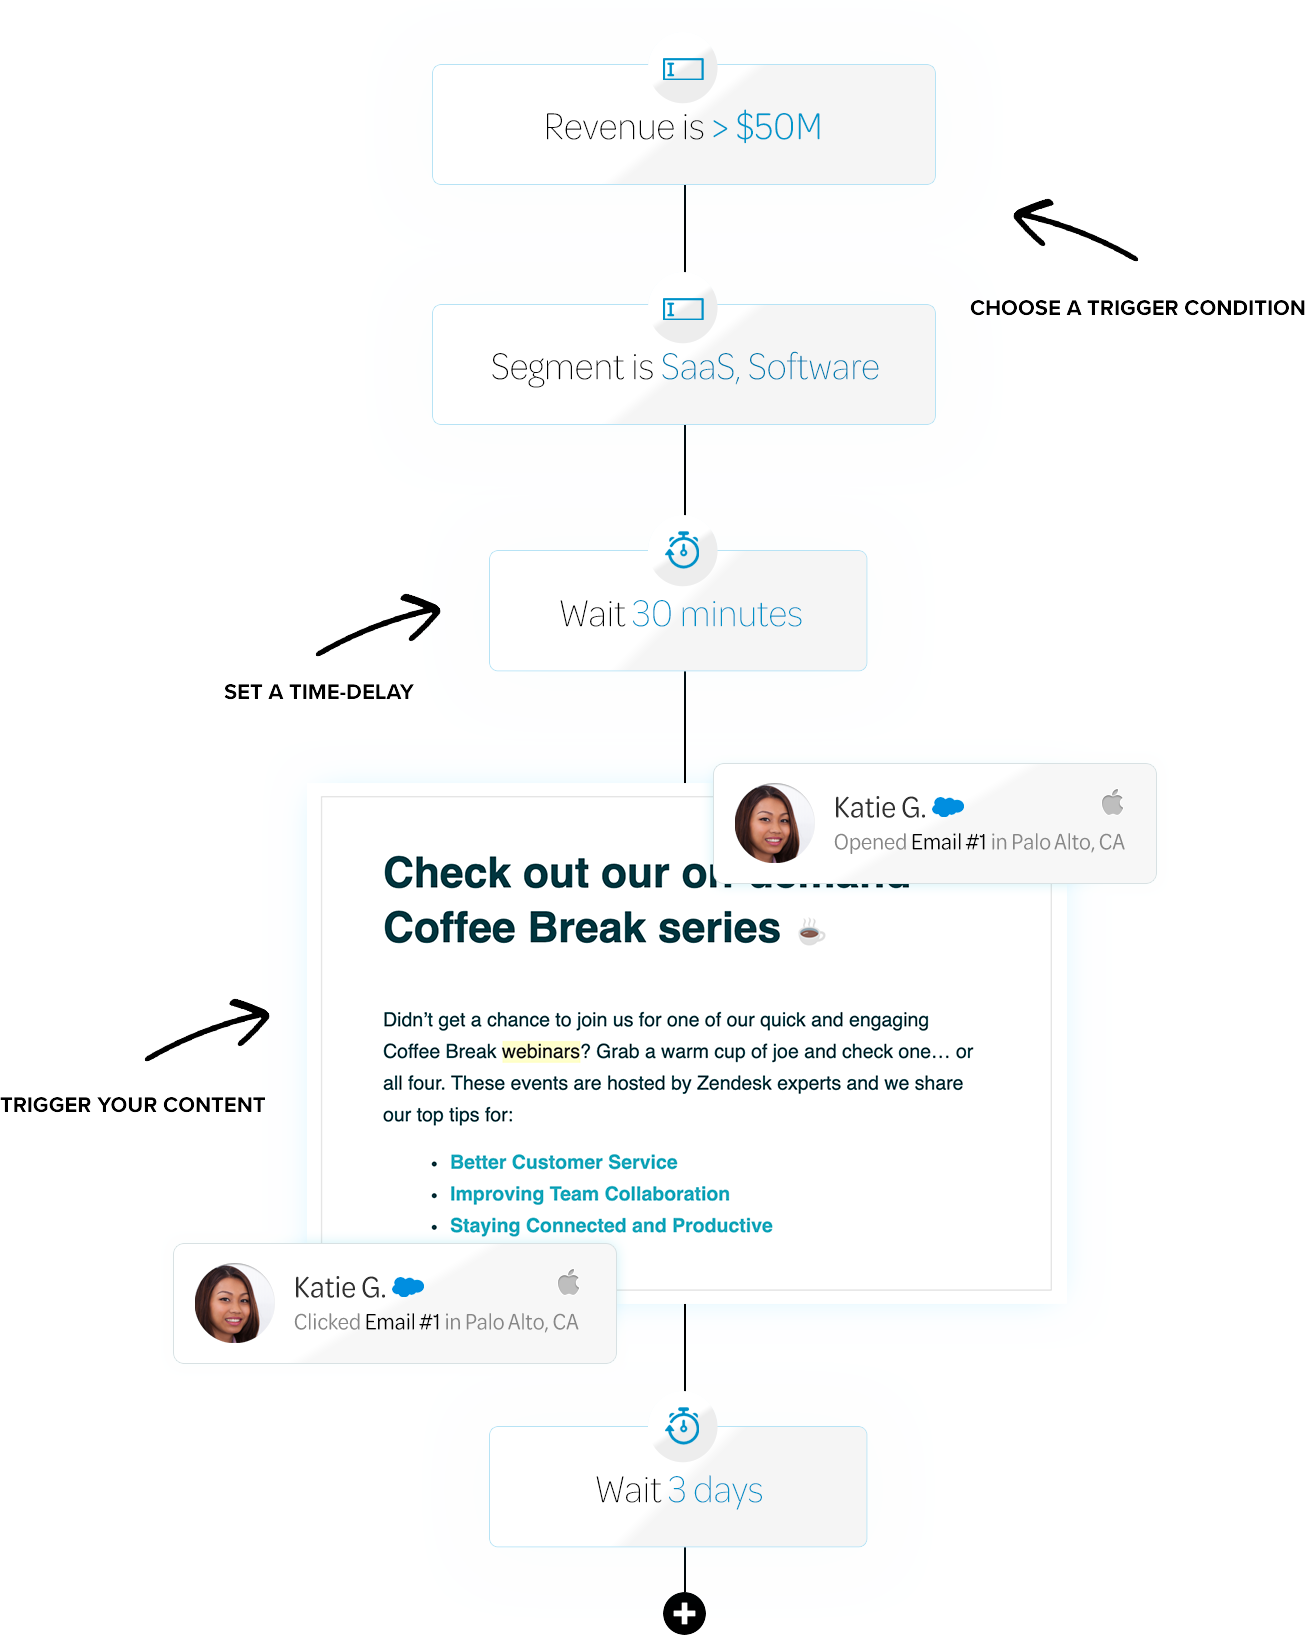 Revenue is > $50M
CHOOSE A TRIGGER CONDITION
Segment is SaaS, Software
Wait 30 minutes
SET A TIME-DELAY
Katie G.
Opened Email #1 in Palo Alto, CA
Check out our on-demand
Coffee Break series ☕
Didn’t get a chance to join us for one of our quick and engaging
Coffee Break webinars? Grab a warm cup of joe and check one… or
all four. These events are hosted by Zendesk experts and we share
our top tips for:
TRIGGER YOUR CONTENT
• Better Customer Service
• Improving Team Collaboration
• Staying Connected and Productive
Katie G.
Clicked Email #1 in Palo Alto, CA
Wait 3 days